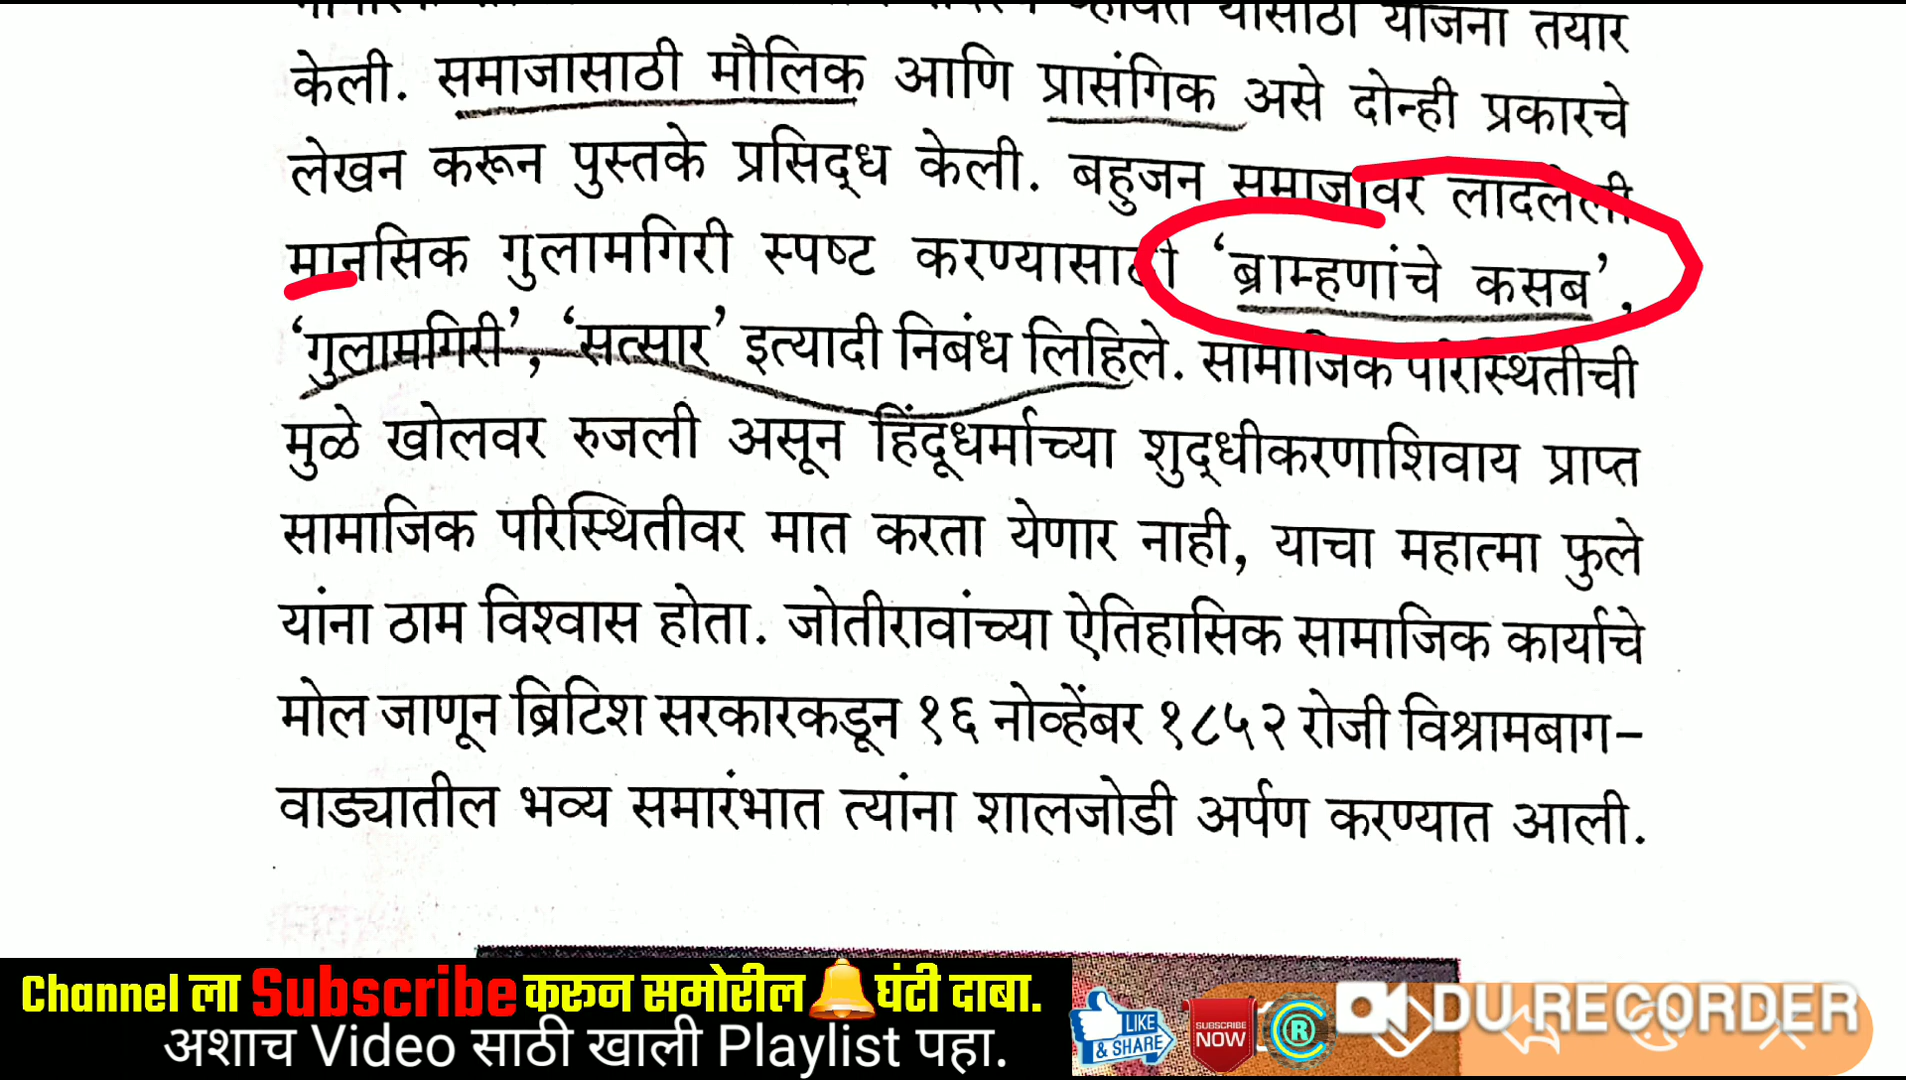 यासाठी योजना तयार
केली. समाजासाठी मौलिक आणि प्रासंगिक असे दोन्ही प्रकारचे
लेखन करून पुस्तके प्रसिद्ध केली. बहुजन समाजावर लादलेली
मानसिक गुलामगिरी स्पष्ट करण्यासाठी ‘ब्राम्हणांचे कसब’,
‘गुलामगिरी’, ‘सत्सार’ इत्यादी निबंध लिहिले. सामाजिक परिस्थितीची
मुळे खोलवर रुजली असून हिंदूधर्माच्या शुद्धीकरणाशिवाय प्राप्त
सामाजिक परिस्थितीवर मात करता येणार नाही, याचा महात्मा फुले
यांना ठाम विश्वास होता. जोतीरावांच्या ऐतिहासिक सामाजिक कार्याचे
मोल जाणून ब्रिटिश सरकारकडून १६ नोव्हेंबर १८५२ रोजी विश्रामबाग–
वाड्यातील भव्य समारंभात त्यांना शालजोडी अर्पण करण्यात आली.
Channel ला Subscribe करून समोरील घंटी दाबा.
अशाच Video साठी खाली Playlist पहा.
LIKE & SHARE
SUBSCRIBE NOW
R
DU RECORDER